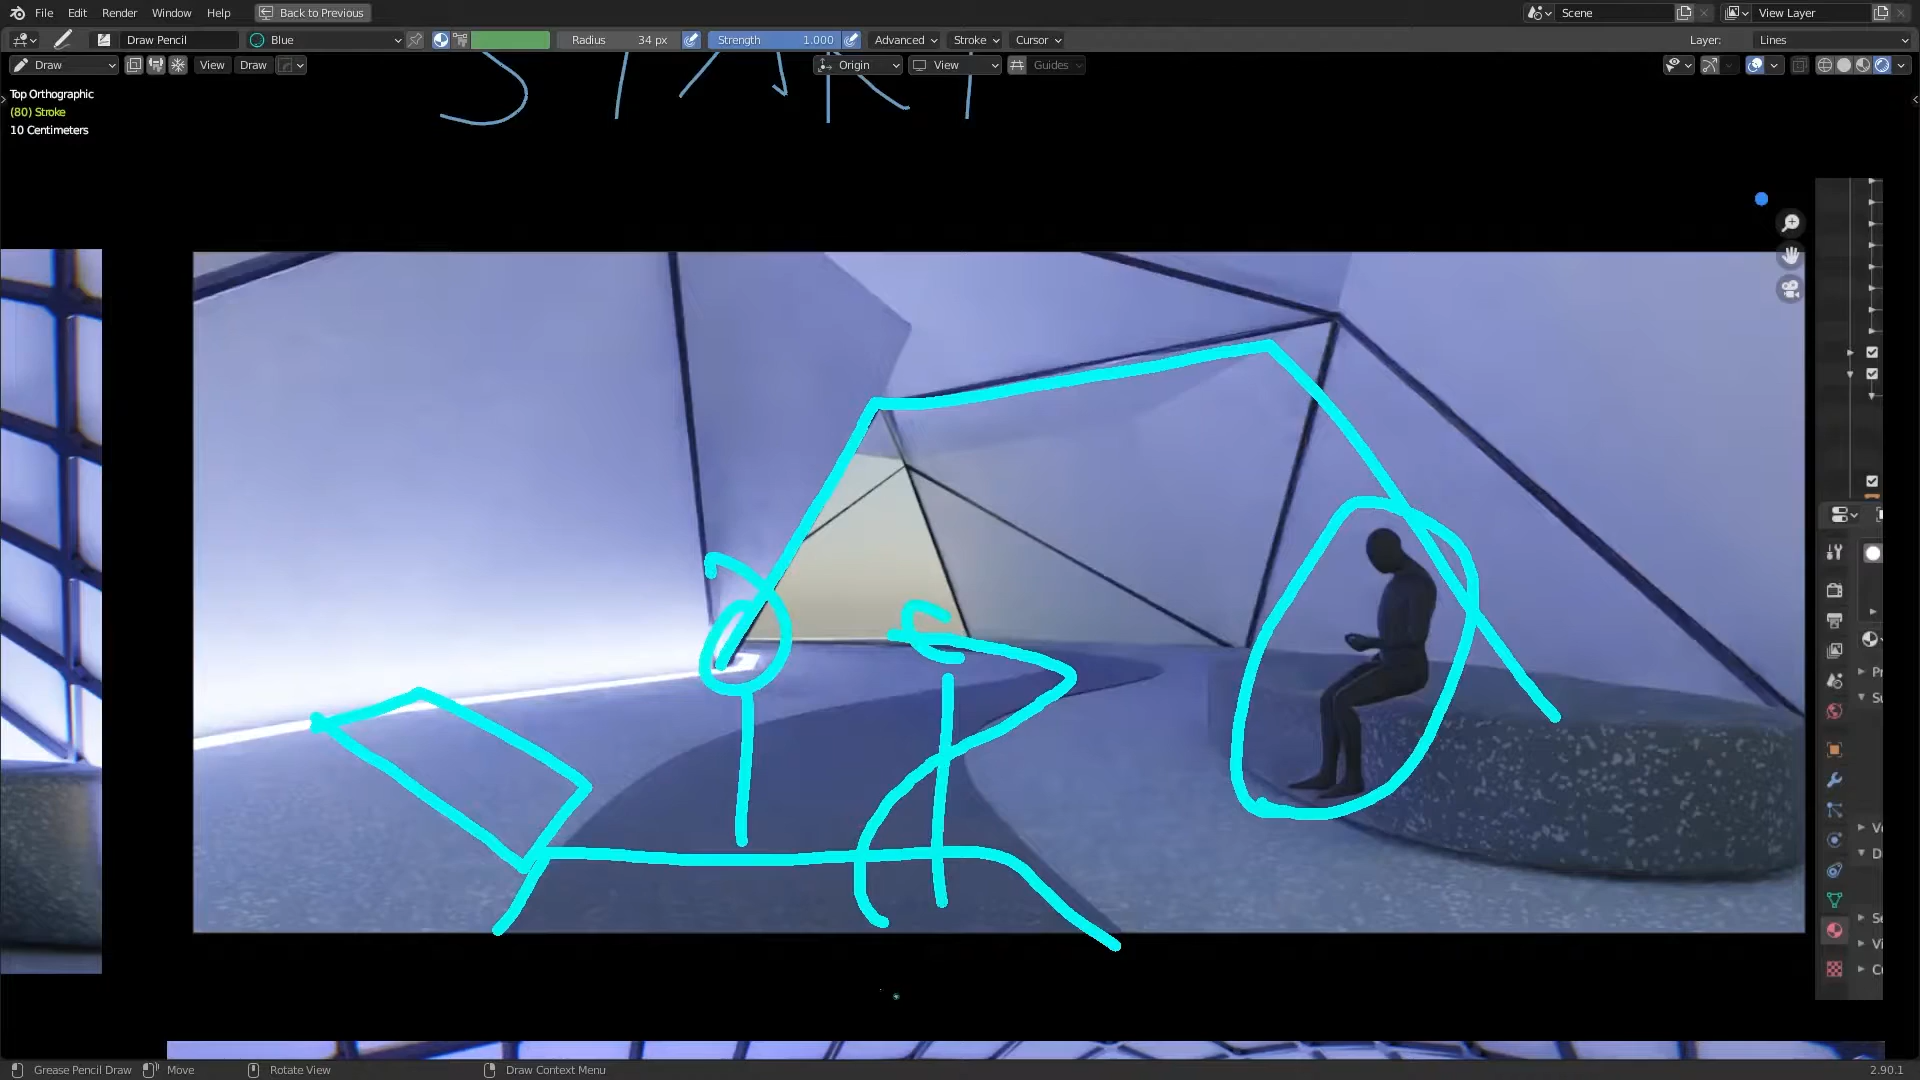 File Edit Render Window Help Back to Previous Scene View Layer
Draw Pencil Blue Radius 34 px Strength 1.000 Advanced Stroke Cursor Layer: Lines
Draw View Draw Origin View Guides
Top Orthographic
(80) Stroke
10 Centimeters
START
Grease Pencil Draw Move Rotate View Draw Context Menu 2.90.1